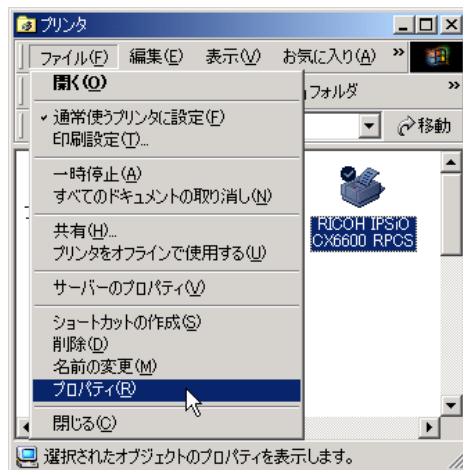 プリンタ
ファイル(F) 編集(E) 表示(V) お気に入り(A) »
フォルダ »
移動
開く(O)
通常使うプリンタに設定(F)
印刷設定(T)...
一時停止(A)
すべてのドキュメントの取り消し(N)
共有(H)...
プリンタをオフラインで使用する(U)
サーバーのプロパティ(V)
ショートカットの作成(S)
削除(D)
名前の変更(M)
プロパティ(R)
閉じる(C)
RICOH IPSiO
CX6600 RPCS
選択されたオブジェクトのプロパティを表示します。